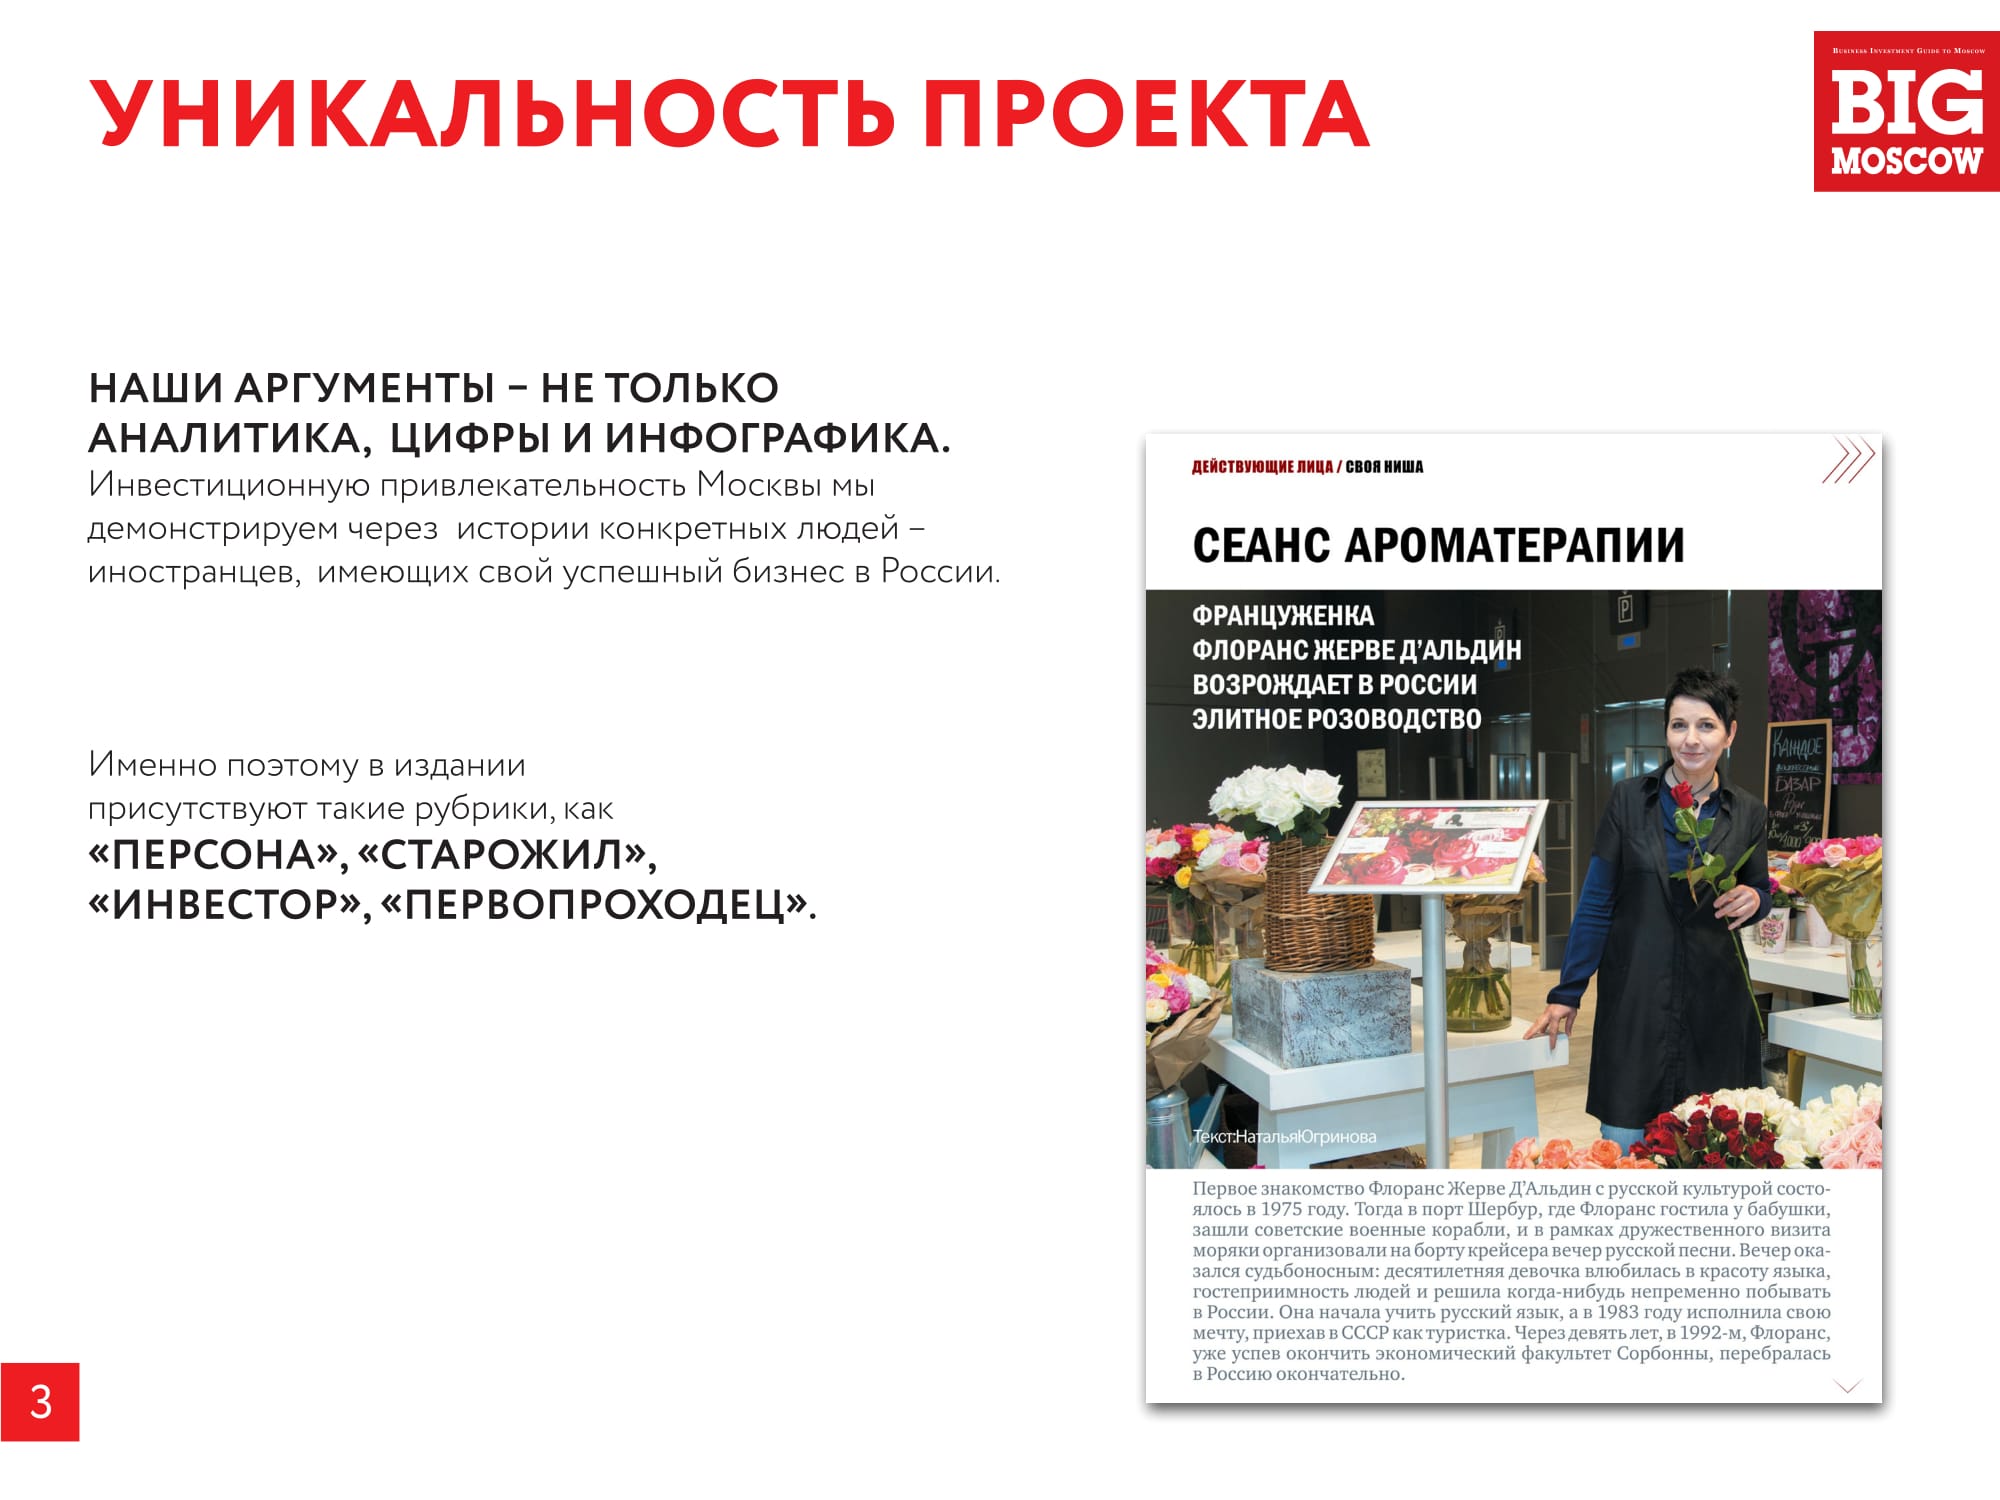 УНИКАЛЬНОСТЬ ПРОЕКТА
BUSINESS INVESTMENT GUIDE TO MOSCOW
BIG
MOSCOW
НАШИ АРГУМЕНТЫ – НЕ ТОЛЬКО
АНАЛИТИКА, ЦИФРЫ И ИНФОГРАФИКА.
Инвестиционную привлекательность Москвы мы
демонстрируем через истории конкретных людей –
иностранцев, имеющих свой успешный бизнес в России.
Именно поэтому в издании
присутствуют такие рубрики, как
«ПЕРСОНА», «СТАРОЖИЛ»,
«ИНВЕСТОР», «ПЕРВОПРОХОДЕЦ».
ДЕЙСТВУЮЩИЕ ЛИЦА / СВОЯ НИША
СЕАНС АРОМАТЕРАПИИ
ФРАНЦУЖЕНКА
ФЛОРАНС ЖЕРВЕ Д’АЛЬДИН
ВОЗРОЖДАЕТ В РОССИИ
ЭЛИТНОЕ РОЗОВОДСТВО
P
КАЖДОЕ
БАЗАР
Текст:НатальяЮгринова
Первое знакомство Флоранс Жерве Д’Альдин с русской культурой состо-
ялось в 1975 году. Тогда в порт Шербур, где Флоранс гостила у бабушки,
зашли советские военные корабли, и в рамках дружественного визита
моряки организовали на борту крейсера вечер русской песни. Вечер ока-
зался судьбоносным: десятилетняя девочка влюбилась в красоту языка,
гостеприимность людей и решила когда-нибудь непременно побывать
в России. Она начала учить русский язык, а в 1983 году исполнила свою
мечту, приехав в СССР как туристка. Через девять лет, в 1992-м, Флоранс,
уже успев окончить экономический факультет Сорбонны, перебралась
в Россию окончательно.
3